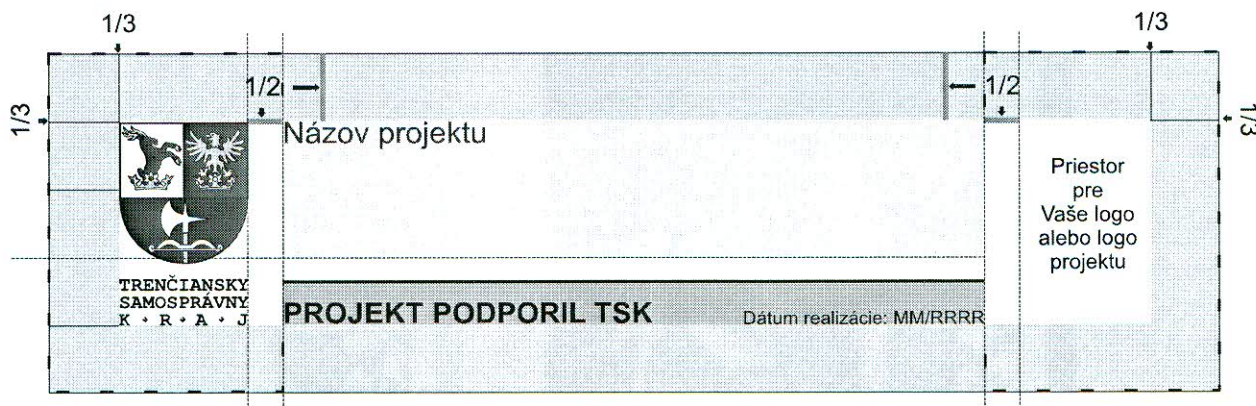 1/3
1/3
1/2
1/2
1/3
1/3
Názov projektu
Priestor
pre
Vaše logo
alebo logo
projektu
TRENČIANSKY
SAMOSPRÁVNY
K • R • A • J
PROJEKT PODPORIL TSK
Dátum realizácie: MM/RRRR